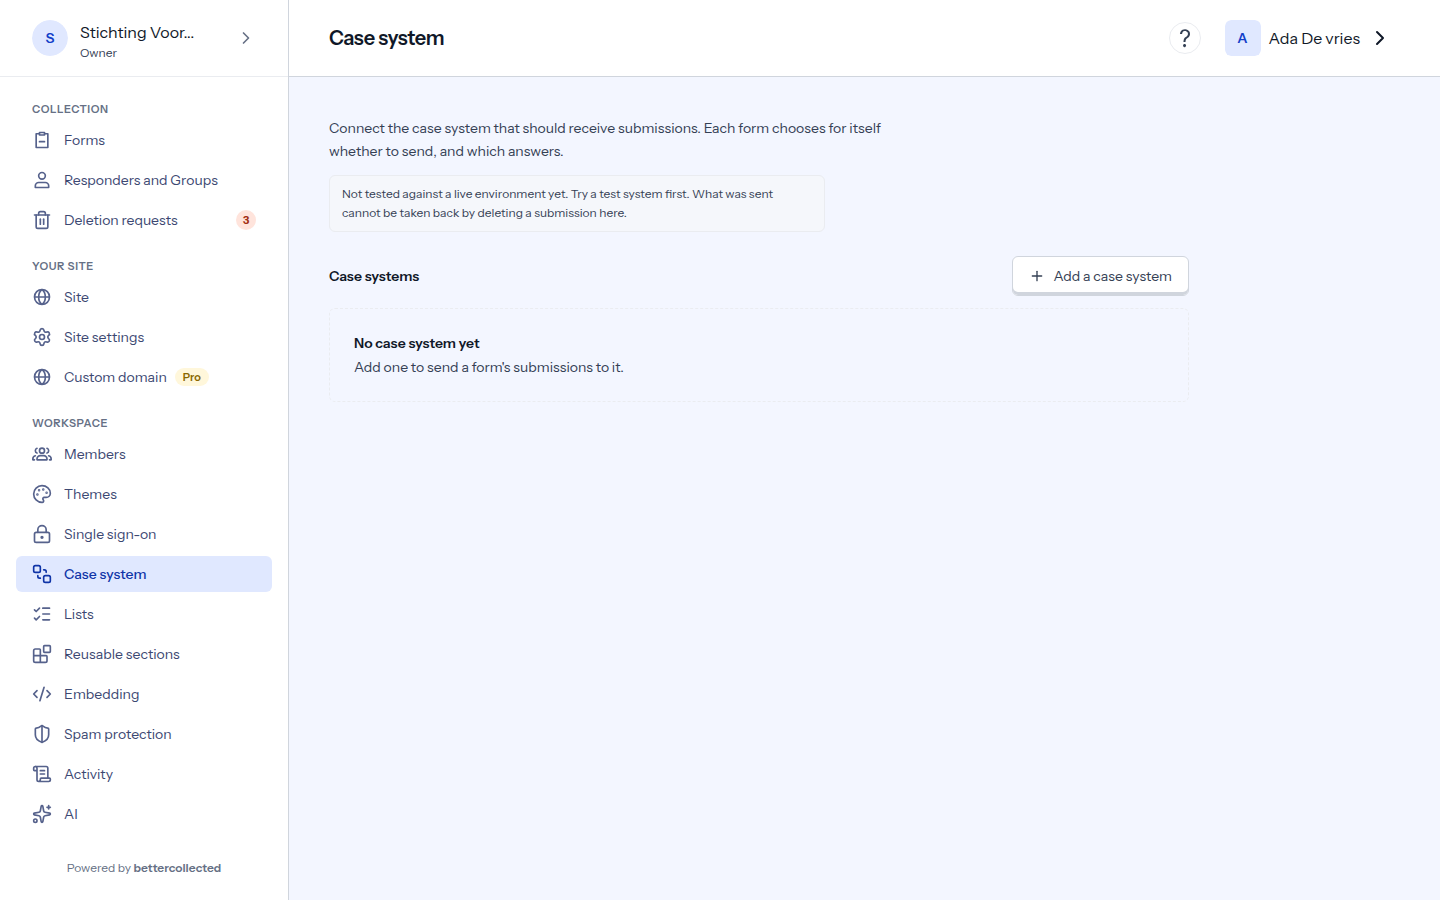 S
Stichting Voor...
Owner
Case system
?
A
Ada De vries
COLLECTION
Forms
Responders and Groups
Deletion requests
3
YOUR SITE
Site
Site settings
Custom domain
Pro
WORKSPACE
Members
Themes
Single sign-on
Case system
Lists
Reusable sections
Embedding
Spam protection
Activity
AI
Powered by bettercollected
Connect the case system that should receive submissions. Each form chooses for itself
whether to send, and which answers.
Not tested against a live environment yet. Try a test system first. What was sent
cannot be taken back by deleting a submission here.
Case systems
Add a case system
No case system yet
Add one to send a form's submissions to it.